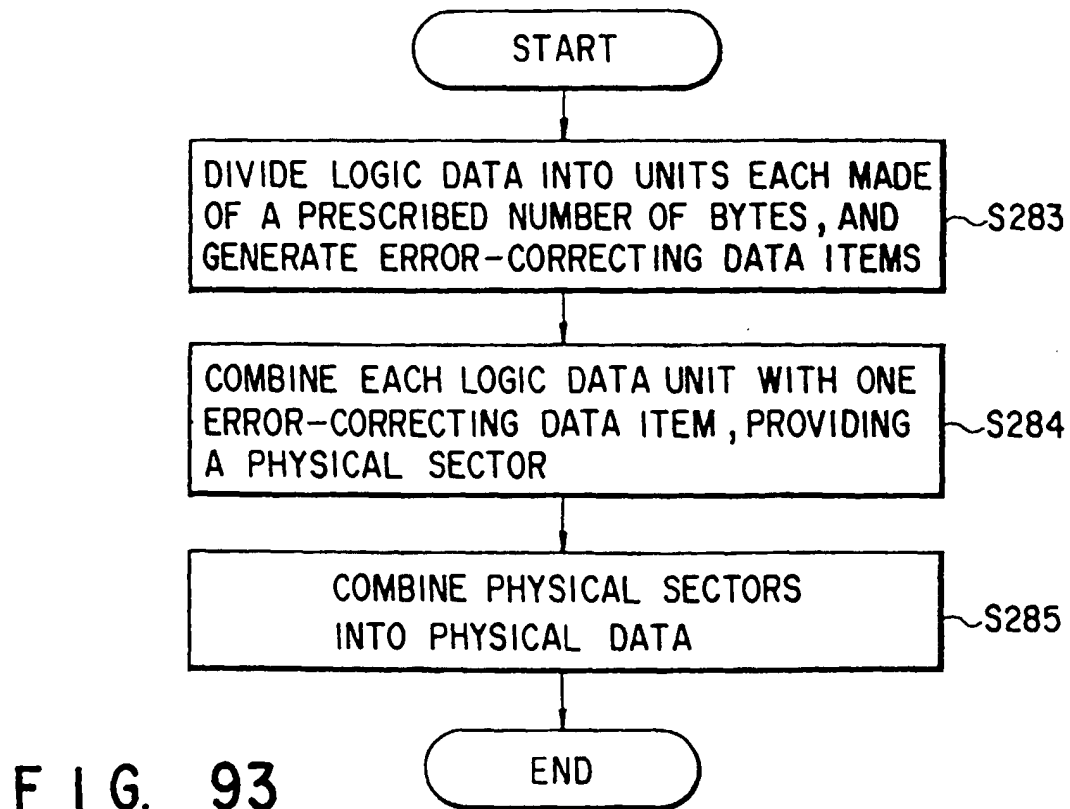 START
DIVIDE LOGIC DATA INTO UNITS EACH MADE
OF A PRESCRIBED NUMBER OF BYTES, AND
GENERATE ERROR-CORRECTING DATA ITEMS
S283
COMBINE EACH LOGIC DATA UNIT WITH ONE
ERROR-CORRECTING DATA ITEM, PROVIDING
A PHYSICAL SECTOR
S284
COMBINE PHYSICAL SECTORS
INTO PHYSICAL DATA
S285
END
FIG. 93